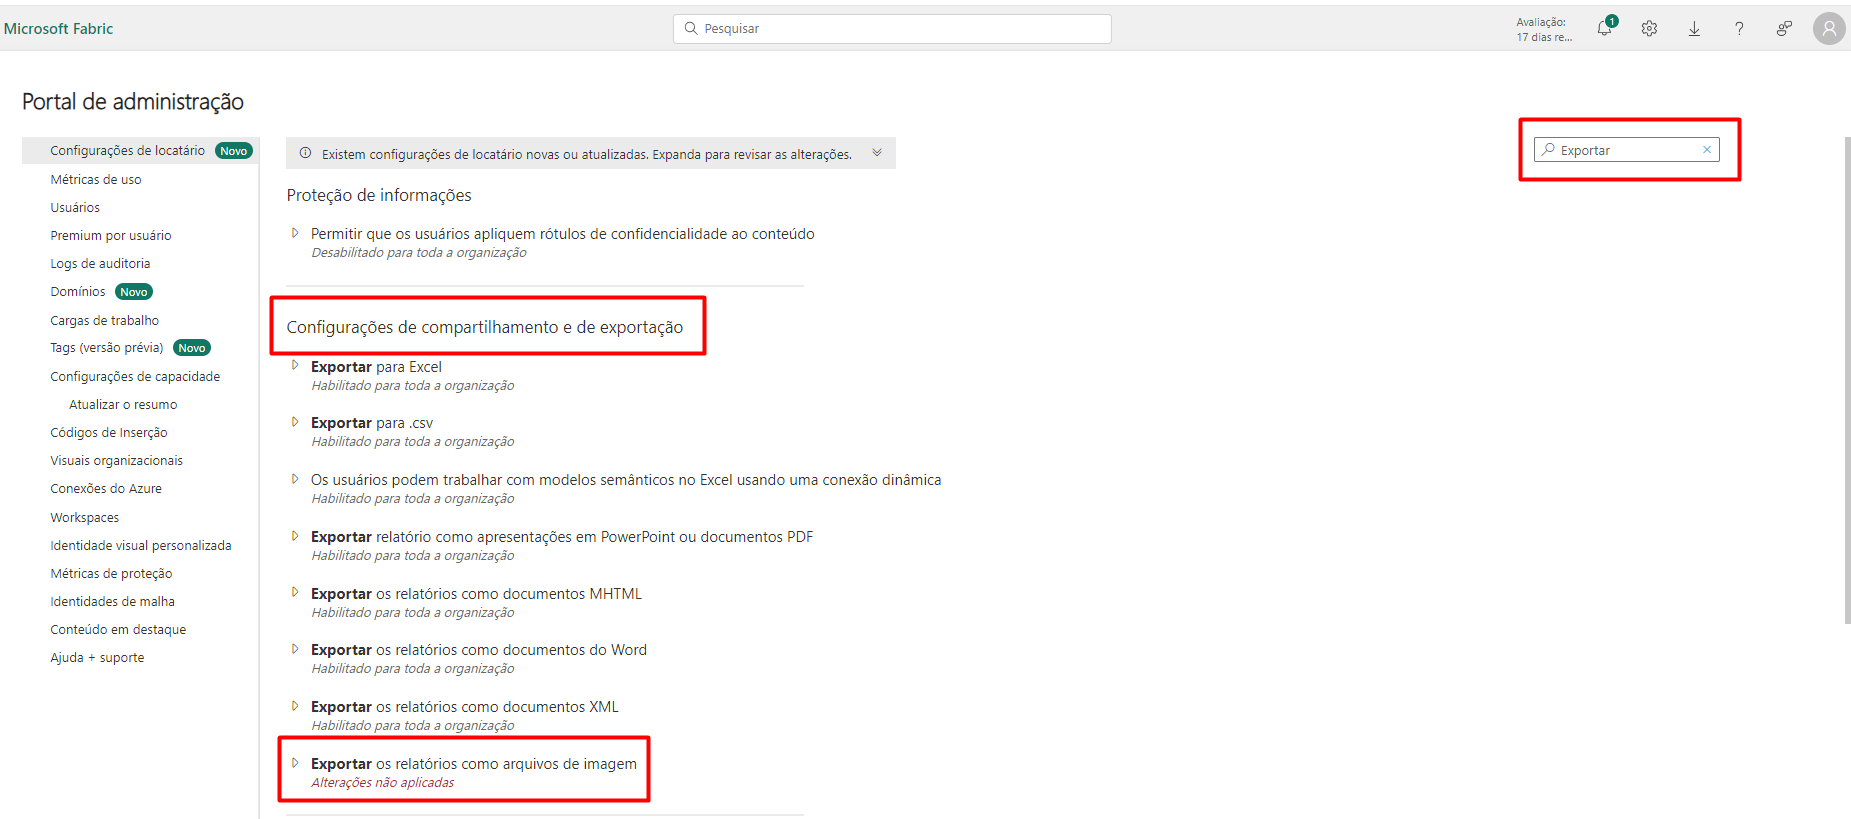 Microsoft Fabric
Pesquisar
Avaliação:
17 dias re...
1
Portal de administração
Configurações de locatário Novo
Métricas de uso
Usuários
Premium por usuário
Logs de auditoria
Domínios Novo
Cargas de trabalho
Tags (versão prévia) Novo
Configurações de capacidade
Atualizar o resumo
Códigos de Inserção
Visuais organizacionais
Conexões do Azure
Workspaces
Identidade visual personalizada
Métricas de proteção
Identidades de malha
Conteúdo em destaque
Ajuda + suporte
Existem configurações de locatário novas ou atualizadas. Expanda para revisar as alterações.
Exportar
Proteção de informações
Permitir que os usuários apliquem rótulos de confidencialidade ao conteúdo
Desabilitado para toda a organização
Configurações de compartilhamento e de exportação
Exportar para Excel
Habilitado para toda a organização
Exportar para .csv
Habilitado para toda a organização
Os usuários podem trabalhar com modelos semânticos no Excel usando uma conexão dinâmica
Habilitado para toda a organização
Exportar relatório como apresentações em PowerPoint ou documentos PDF
Habilitado para toda a organização
Exportar os relatórios como documentos MHTML
Habilitado para toda a organização
Exportar os relatórios como documentos do Word
Habilitado para toda a organização
Exportar os relatórios como documentos XML
Habilitado para toda a organização
Exportar os relatórios como arquivos de imagem
Alterações não aplicadas